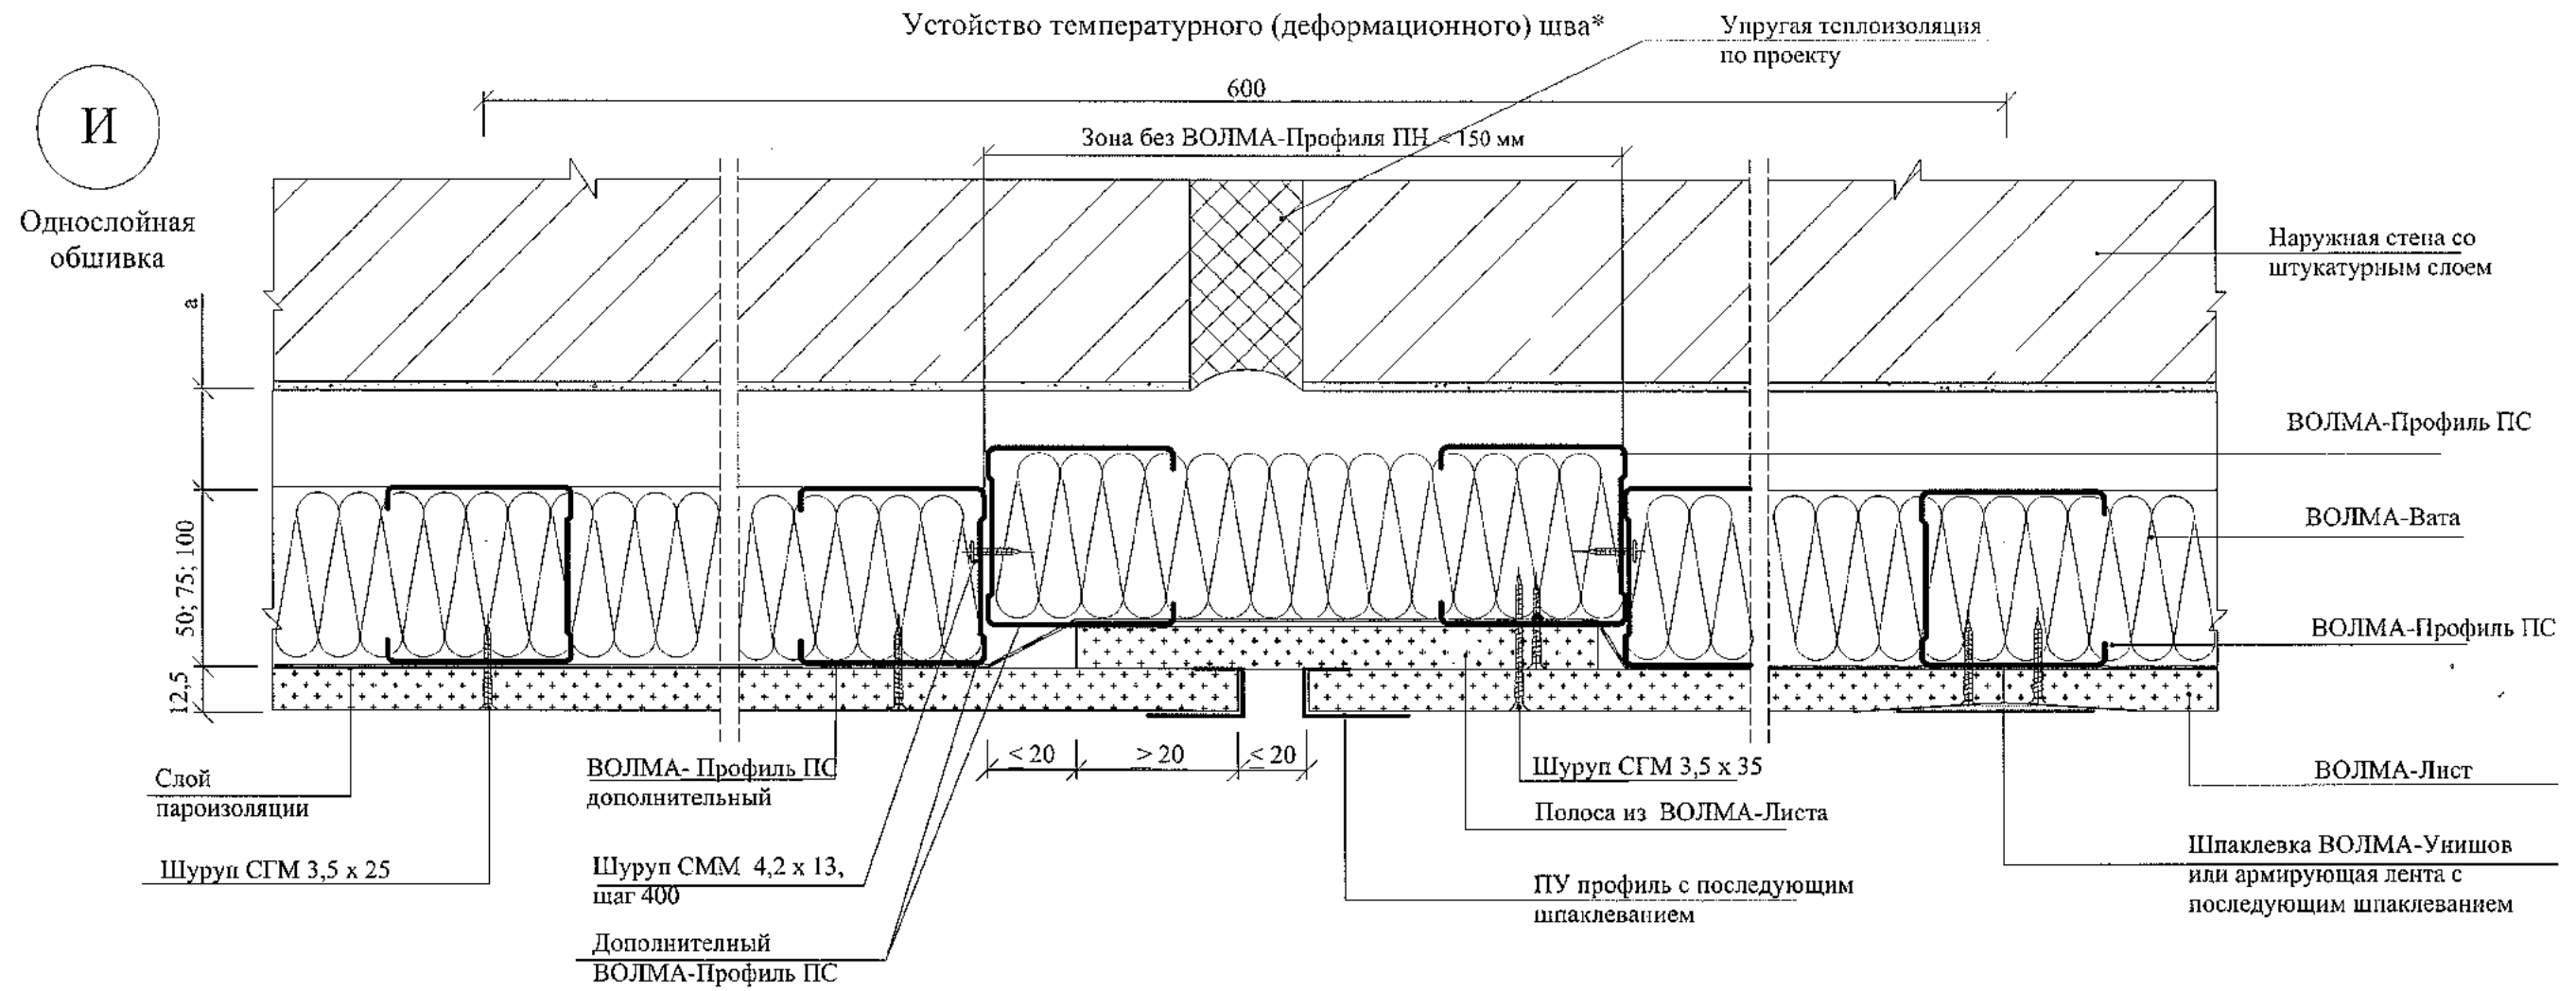 Устройство температурного (деформационного) шва*
Упругая теплоизоляция
по проекту
И
Однослойная
обшивка
600
Зона без ВОЛМА-Профиля ПН < 150 мм
Наружная стена со
штукатурным слоем
а
50; 75; 100
12,5
ВОЛМА-Профиль ПС
ВОЛМА-Вата
ВОЛМА-Профиль ПС
ВОЛМА-Лист
Шпаклевка ВОЛМА-Унишов
или армирующая лента с
последующим шпаклеванием
≤ 20
≥ 20
≤ 20
Слой
пароизоляции
Шуруп СГМ 3,5 х 25
ВОЛМА- Профиль ПС
дополнительный
Шуруп СММ 4,2 х 13,
шаг 400
Дополнителный
ВОЛМА-Профиль ПС
Шуруп СГМ 3,5 х 35
Полоса из ВОЛМА-Листа
ПУ профиль с последующим
шпаклеванием